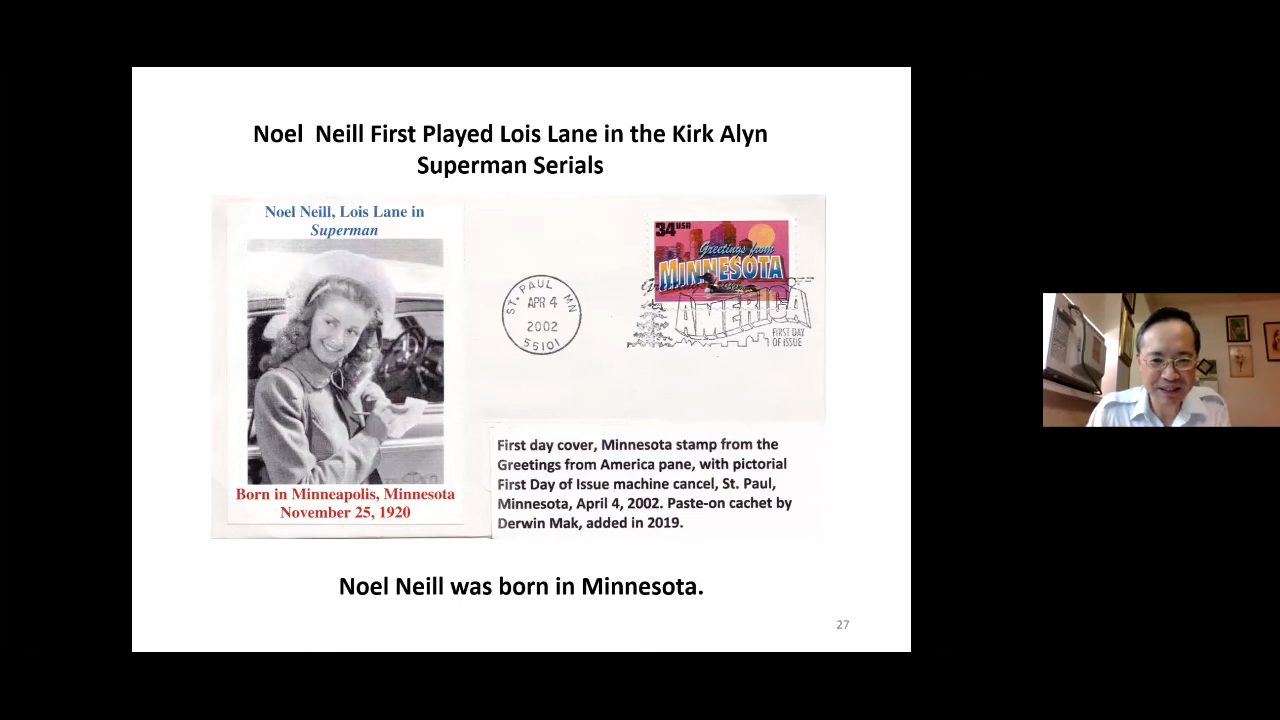 Noel  Neill First Played Lois Lane in the Kirk Alyn
Superman Serials
Noel Neill, Lois Lane in
Superman
Born in Minneapolis, Minnesota
November 25, 1920
ST. PAUL MN
APR 4
2002
55101
34USA
Greetings from
MINNESOTA
Greetings from
AMERICA
FIRST DAY
OF ISSUE
First day cover, Minnesota stamp from the
Greetings from America pane, with pictorial
First Day of Issue machine cancel, St. Paul,
Minnesota, April 4, 2002. Paste-on cachet by
Derwin Mak, added in 2019.
Noel Neill was born in Minnesota.
27